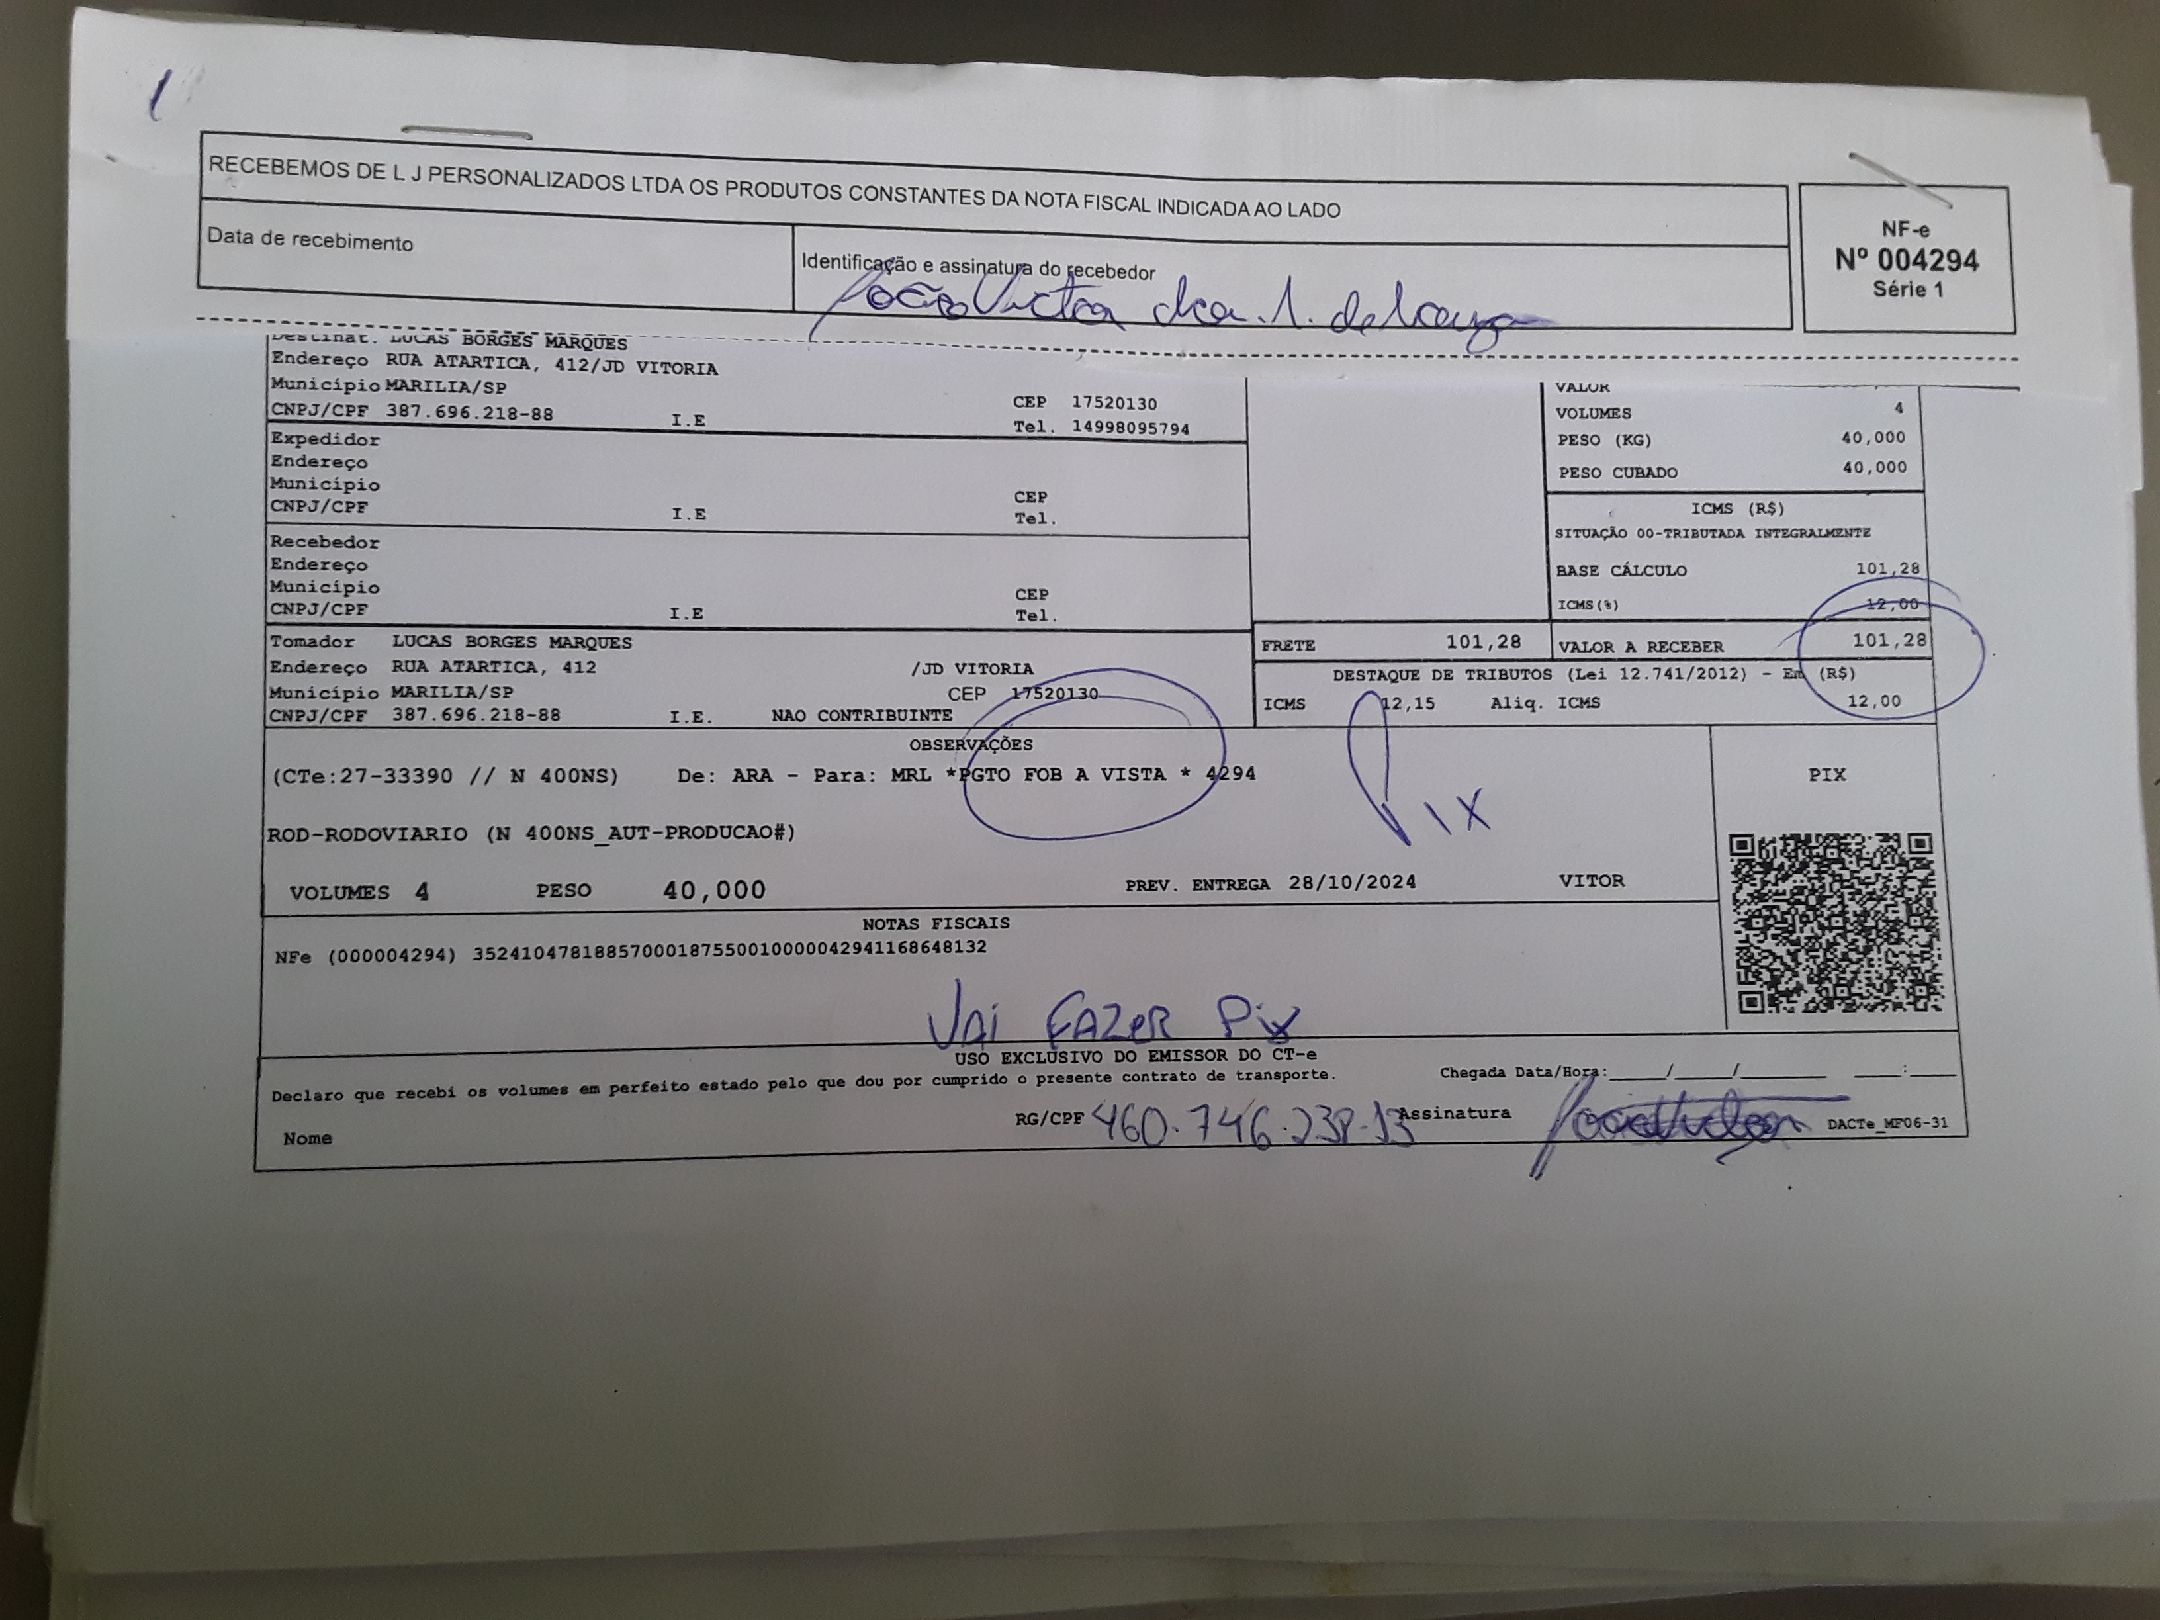 RECEBEMOS DE L J PERSONALIZADOS LTDA OS PRODUTOS CONSTANTES DA NOTA FISCAL INDICADA AO LADO
Data de recebimento
Identificação e assinatura do recebedor
João Victor
NF-e
Nº 004294
Série 1
Destinat. LUCAS BORGES MARQUES
Endereço RUA ATARTICA, 412/JD VITORIA
Município MARILIA/SP
CEP 17520130
CNPJ/CPF 387.696.218-88 I.E
Tel. 14998095794
Expedidor
Endereço
Município
CEP
CNPJ/CPF I.E
Tel.
Recebedor
Endereço
Município
CEP
CNPJ/CPF I.E
Tel.
Tomador LUCAS BORGES MARQUES
Endereço RUA ATARTICA, 412 /JD VITORIA
Município MARILIA/SP CEP 17520130
CNPJ/CPF 387.696.218-88 I.E. NAO CONTRIBUINTE
VALOR
VOLUMES 4
PESO (KG) 40,000
PESO CUBADO 40,000
ICMS (R$)
SITUAÇÃO 00-TRIBUTADA INTEGRALMENTE
BASE CÁLCULO 101,28
ICMS(%) 12,00
FRETE 101,28 VALOR A RECEBER 101,28
DESTAQUE DE TRIBUTOS (Lei 12.741/2012) - Em (R$)
ICMS 12,15 Aliq. ICMS 12,00
OBSERVAÇÕES
(CTe:27-33390 // N 400NS) De: ARA - Para: MRL *PGTO FOB A VISTA * 4294
PIX
PIX
ROD-RODOVIARIO (N 400NS_AUT-PRODUCAO#)
VOLUMES 4 PESO 40,000 PREV. ENTREGA 28/10/2024 VITOR
NOTAS FISCAIS
NFe (000004294) 35241047818857000187550010000042941168648132
VAi FAZER Pix
USO EXCLUSIVO DO EMISSOR DO CT-e
Declaro que recebi os volumes em perfeito estado pelo que dou por cumprido o presente contrato de transporte.
Chegada Data/Hora:____/____/______ ___:____
RG/CPF 460.746.238-13 Assinatura João Victor
Nome
DACTe_MF06-31